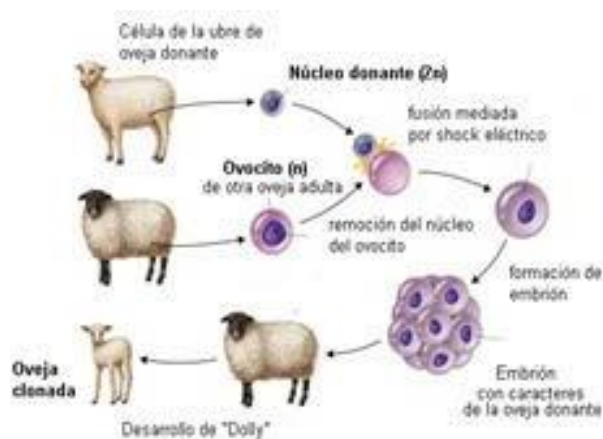 Célula de la ubre de
oveja donante
Núcleo donante (Zn)
fusión mediada
por shock eléctrico
Ovocito (n)
de otra oveja adulta
remoción del núcleo
del ovocito
formación de
embrión
Oveja
clonada
Embrión
con caracteres
de la oveja donante
Desarrollo de "Dolly"